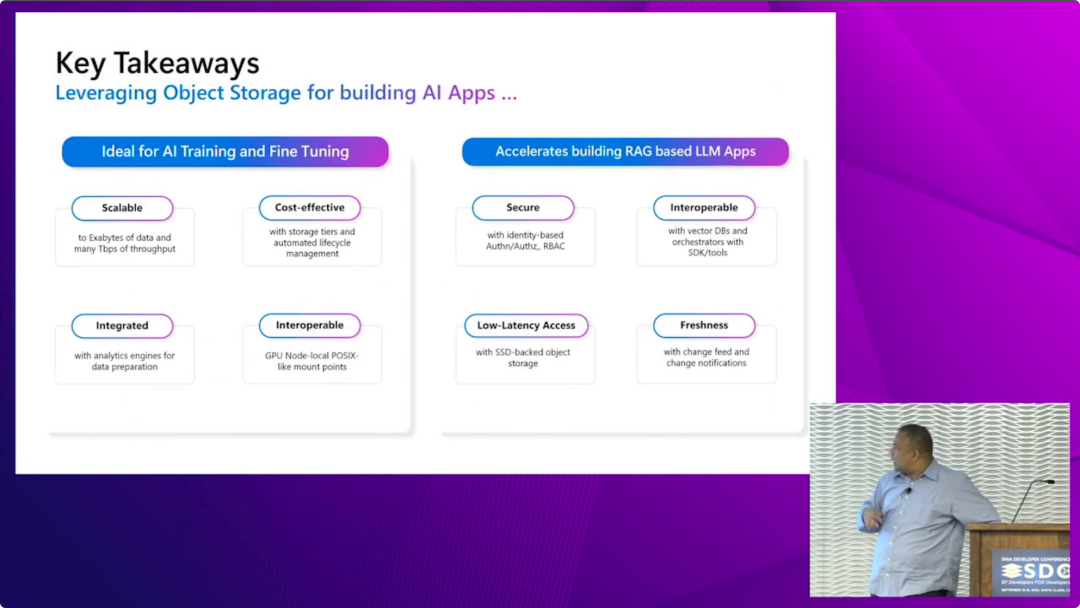 Key Takeaways
Leveraging Object Storage for building AI Apps ...
Ideal for AI Training and Fine Tuning
Scalable
to Exabytes of data and
many Tbps of throughput
Cost-effective
with storage tiers and
automated lifecycle
management
Integrated
with analytics engines for
data preparation
Interoperable
GPU Node-local POSIX-
like mount points
Accelerates building RAG based LLM Apps
Secure
with identity-based
Authn/Authz,, RBAC
Interoperable
with vector DBs and
orchestrators with
SDK/tools
Low-Latency Access
with SSD-backed object
storage
Freshness
with change feed and
change notifications
SNIA DEVELOPER CONFERENCE
SDC
BY Developers FOR Developers